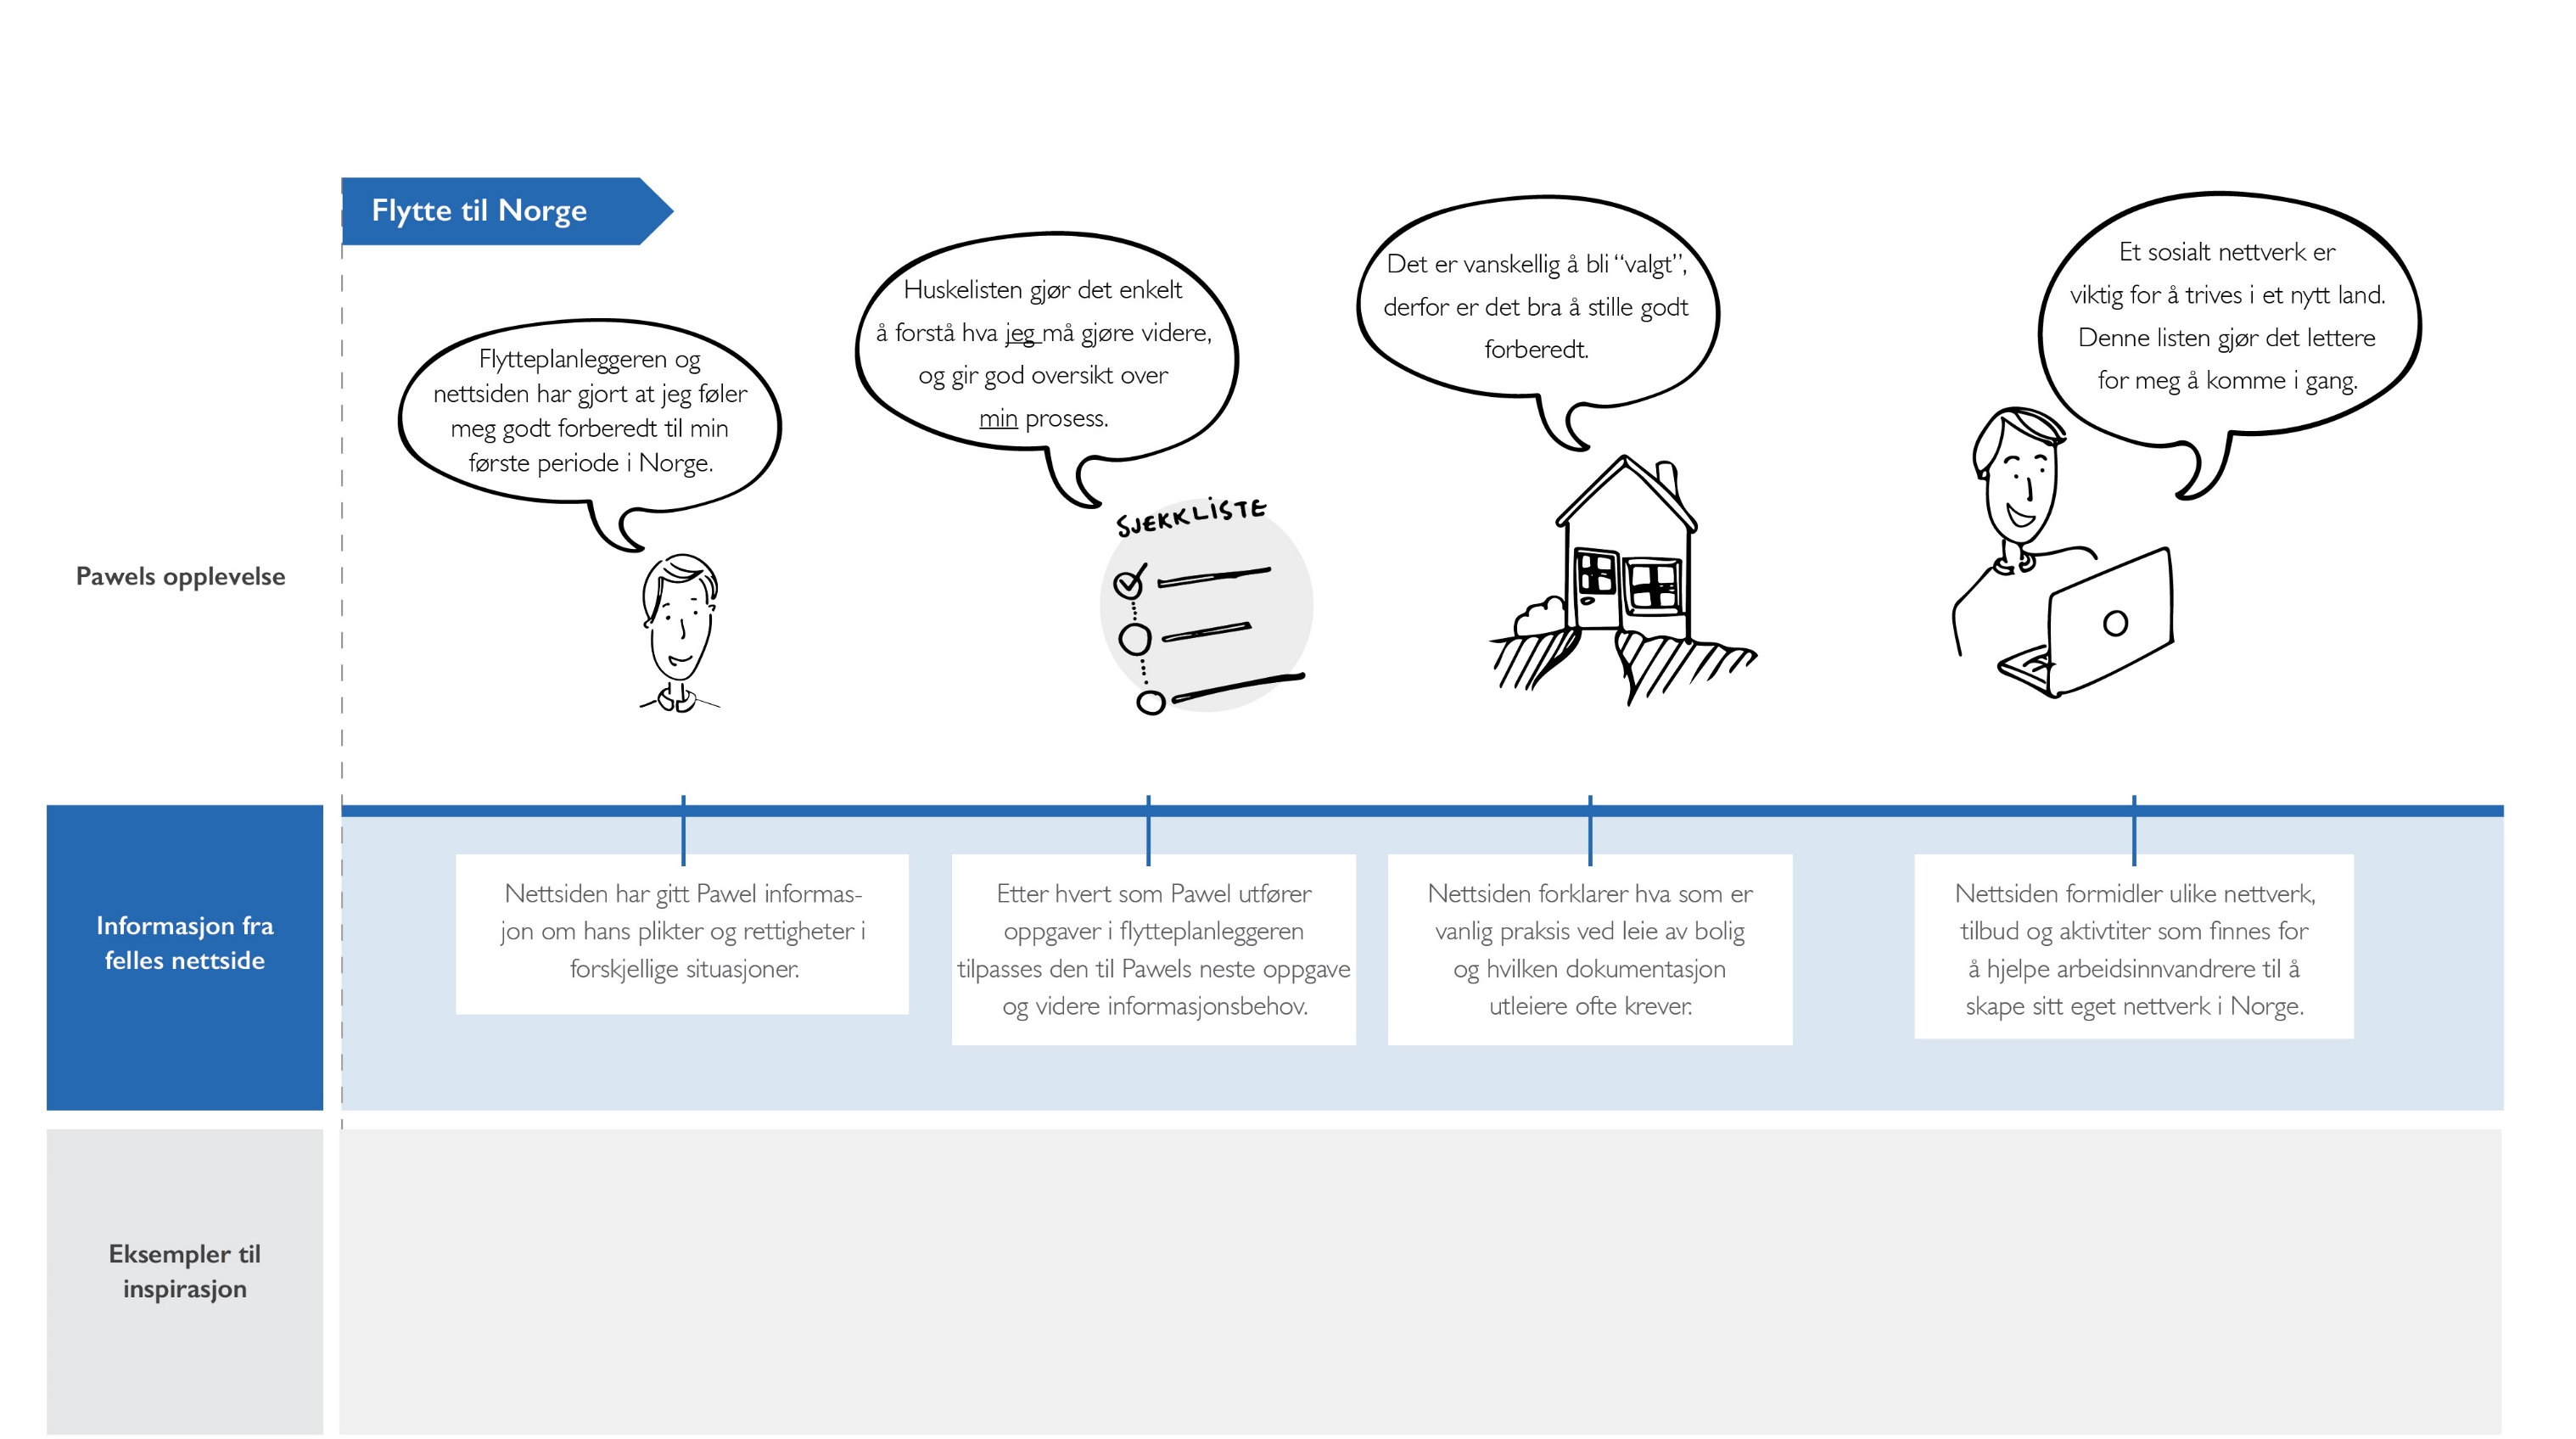 Flytte til Norge
Flytteplanleggeren og
nettsiden har gjort at jeg føler
meg godt forberedt til min
første periode i Norge.
Huskelisten gjør det enkelt
å forstå hva jeg må gjøre videre,
og gir god oversikt over
min prosess.
Det er vanskellig å bli “valgt”,
derfor er det bra å stille godt
forberedt.
Et sosialt nettverk er
viktig for å trives i et nytt land.
Denne listen gjør det lettere
for meg å komme i gang.
SJEKKLISTE
Pawels opplevelse
Informasjon fra
felles nettside
Nettsiden har gitt Pawel informas-
jon om hans plikter og rettigheter i
forskjellige situasjoner.
Etter hvert som Pawel utfører
oppgaver i flytteplanleggeren
tilpasses den til Pawels neste oppgave
og videre informasjonsbehov.
Nettsiden forklarer hva som er
vanlig praksis ved leie av bolig
og hvilken dokumentasjon
utleiere ofte krever.
Nettsiden formidler ulike nettverk,
tilbud og aktivtiter som finnes for
å hjelpe arbeidsinnvandrere til å
skape sitt eget nettverk i Norge.
Eksempler til
inspirasjon